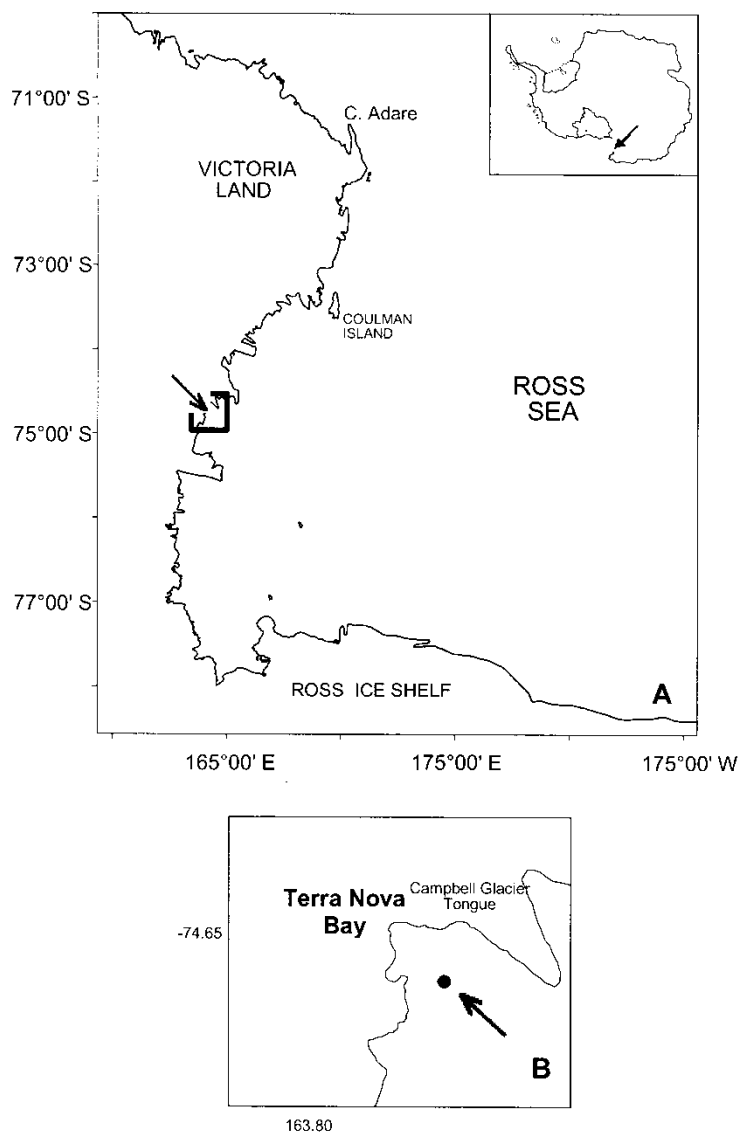 71°00' S
C. Adare
VICTORIA
LAND
73°00' S
COULMAN
ISLAND
ROSS
SEA
75°00' S
77°00' S
ROSS ICE SHELF
A
165°00' E
175°00' E
175°00' W
Terra Nova
Bay
Campbell Glacier
Tongue
-74.65
B
163.80